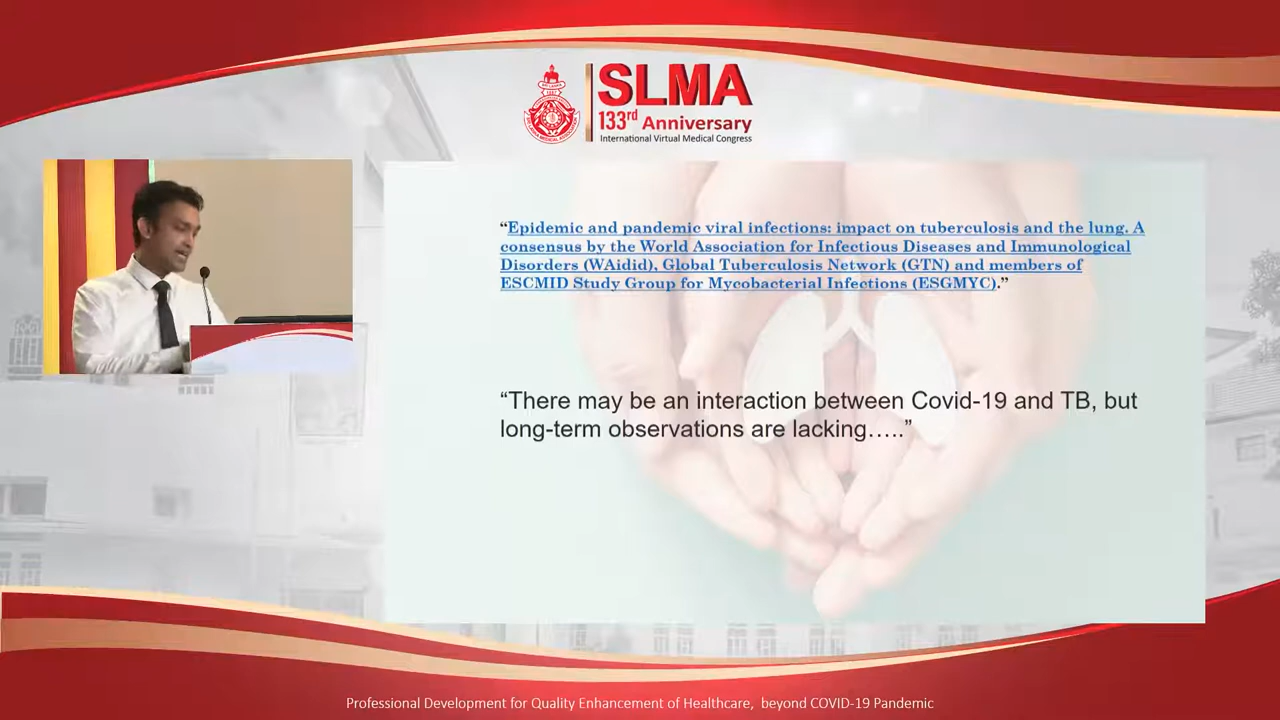 SLMA
133rd Anniversary
International Virtual Medical Congress
“Epidemic and pandemic viral infections: impact on tuberculosis and the lung. A
consensus by the World Association for Infectious Diseases and Immunological
Disorders (WAidid), Global Tuberculosis Network (GTN) and members of
ESCMID Study Group for Mycobacterial Infections (ESGMYC).”
“There may be an interaction between Covid-19 and TB, but
long-term observations are lacking…..”
Professional Development for Quality Enhancement of Healthcare, beyond COVID-19 Pandemic